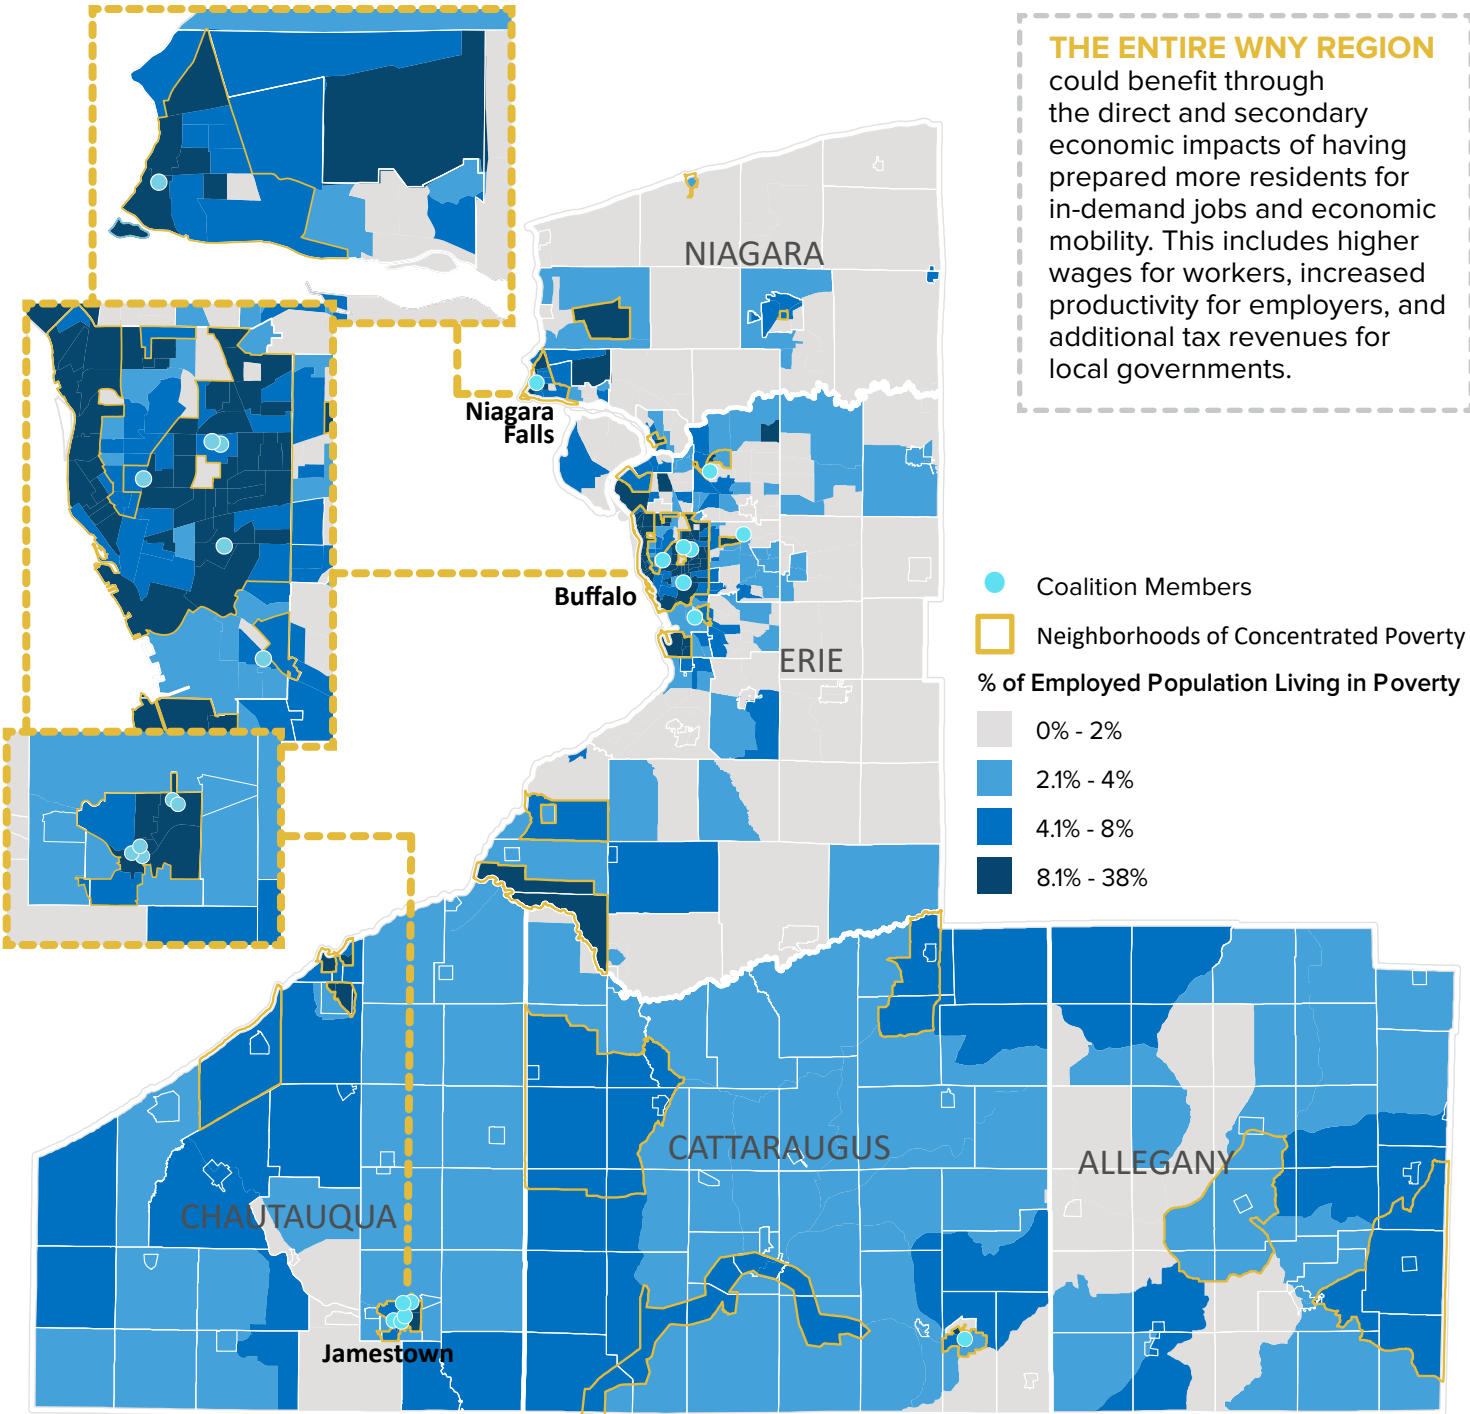 THE ENTIRE WNY REGION
could benefit through
the direct and secondary
economic impacts of having
prepared more residents for
in-demand jobs and economic
mobility. This includes higher
wages for workers, increased
productivity for employers, and
additional tax revenues for
local governments.
NIAGARA
Niagara
Falls
Buffalo
ERIE
Coalition Members
Neighborhoods of Concentrated Poverty
% of Employed Population Living in Poverty
0% - 2%
2.1% - 4%
4.1% - 8%
8.1% - 38%
CATTARAUGUS
ALLEGANY
CHAUTAUQUA
Jamestown